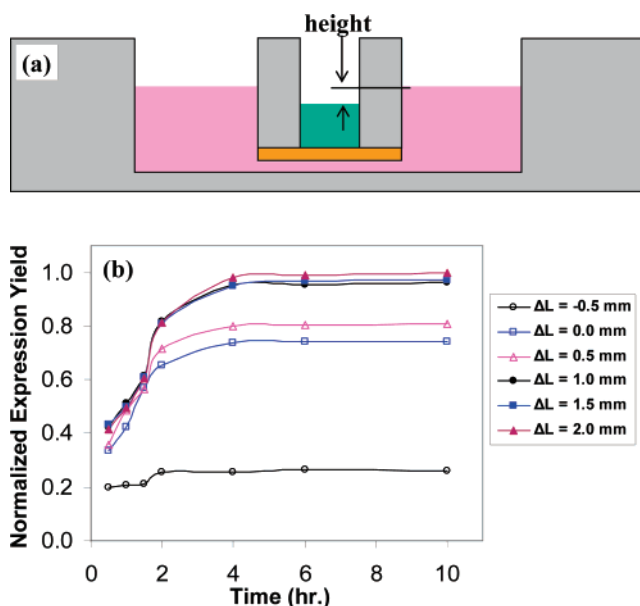 height
(a)
(b)
Normalized Expression Yield
1.0
0.8
0.6
0.4
0.2
0.0
0 2 4 6 8 10
Time (hr.)
ΔL = -0.5 mm
ΔL = 0.0 mm
ΔL = 0.5 mm
ΔL = 1.0 mm
ΔL = 1.5 mm
ΔL = 2.0 mm